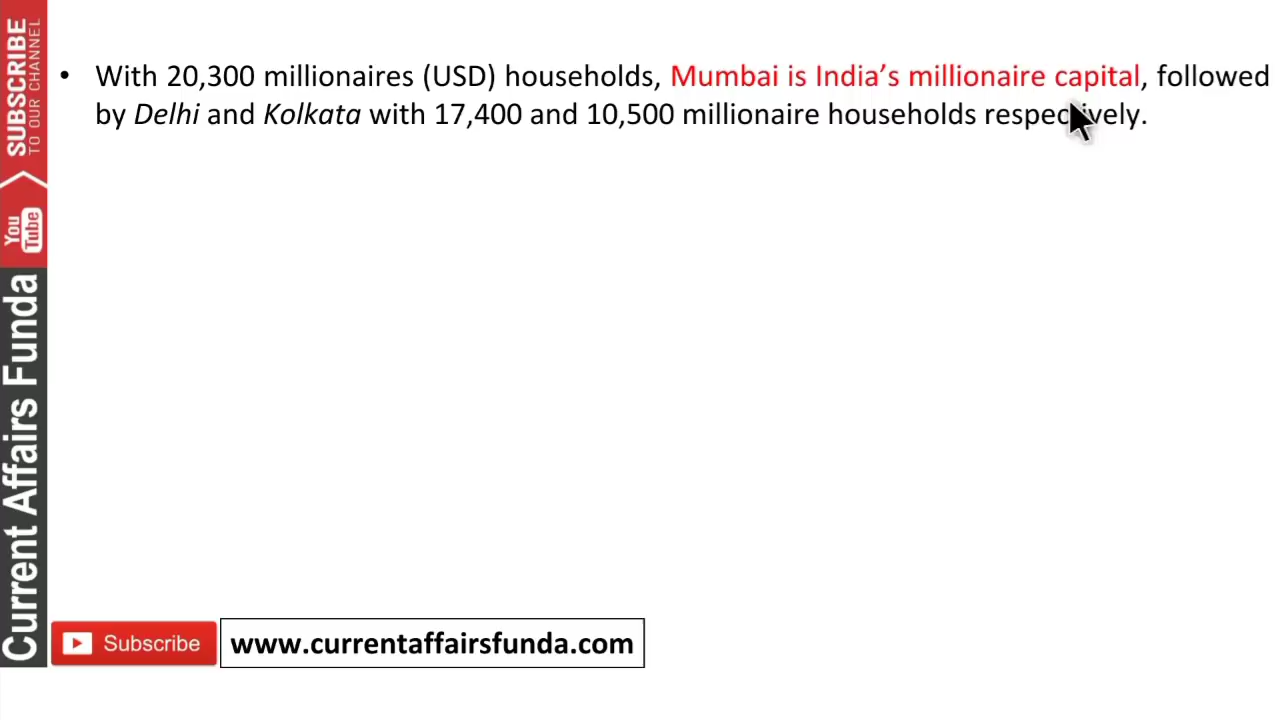 • With 20,300 millionaires (USD) households, Mumbai is India’s millionaire capital, followed
by Delhi and Kolkata with 17,400 and 10,500 millionaire households respectively.
SUBSCRIBE
TO OUR CHANNEL
You
Tube
Current Affairs Funda
Subscribe
www.currentaffairsfunda.com